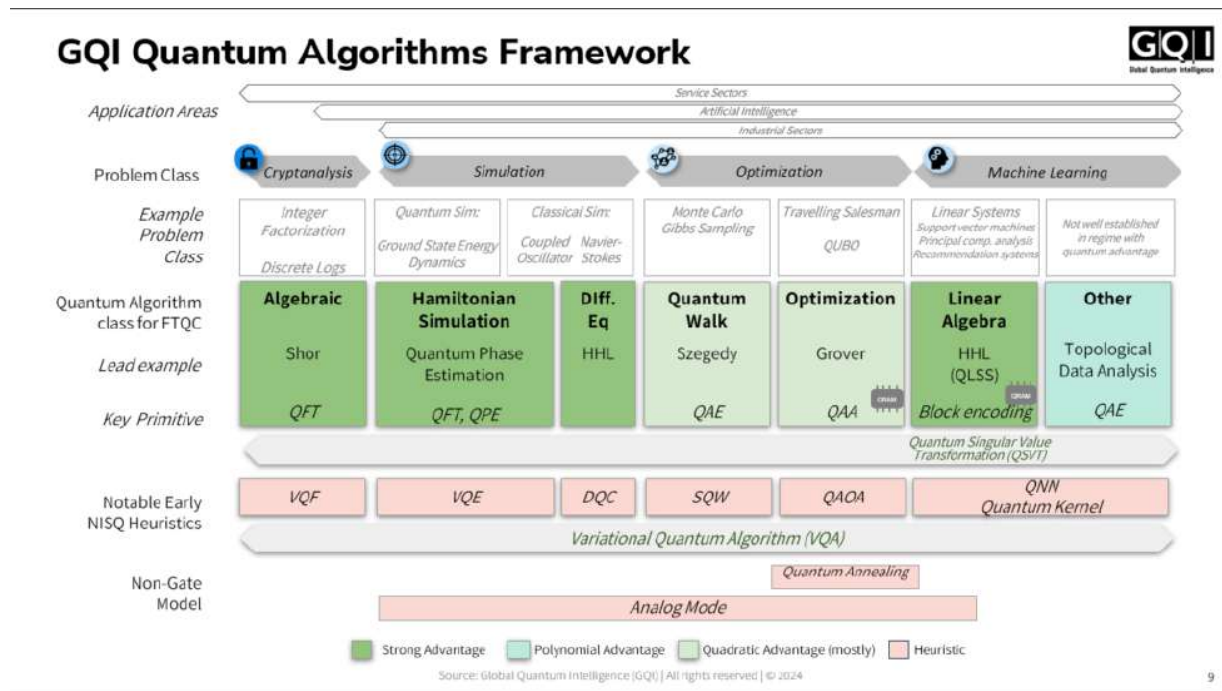 GQI Quantum Algorithms Framework
G|Q|I
Global Quantum Intelligence
Application Areas
Service Sectors
Artificial Intelligence
Industrial Sectors
Problem Class
Cryptanalysis
Simulation
Optimization
Machine Learning
Example
Problem
Class
Integer
Factorization
Discrete Logs
Quantum Sim:
Ground State Energy
Dynamics
Classical Sim:
Coupled Navier-
Oscillator Stokes
Monte Carlo
Gibbs Sampling
Travelling Salesman
QUBO
Linear Systems
Support vector machines
Principal comp. analysis
Recommendation systems
Not well established
in regime with
quantum advantage
Quantum Algorithm
class for FTQC
Algebraic
Hamiltonian
Simulation
DIff.
Eq
Quantum
Walk
Optimization
Linear
Algebra
Other
Lead example
Shor
Quantum Phase
Estimation
HHL
Szegedy
Grover
HHL
(QLSS)
Topological
Data Analysis
Key Primitive
QFT
QFT, QPE
QAE
QAA
QRAM
Block encoding
QRAM
QAE
Quantum Singular Value
Transformation (QSVT)
Notable Early
NISQ Heuristics
VQF
VQE
DQC
SQW
QAOA
QNN
Quantum Kernel
Variational Quantum Algorithm (VQA)
Non-Gate
Model
Quantum Annealing
Analog Mode
Strong Advantage
Polynomial Advantage
Quadratic Advantage (mostly)
Heuristic
Source: Global Quantum Intelligence (GQI) | All rights reserved | © 2024
9